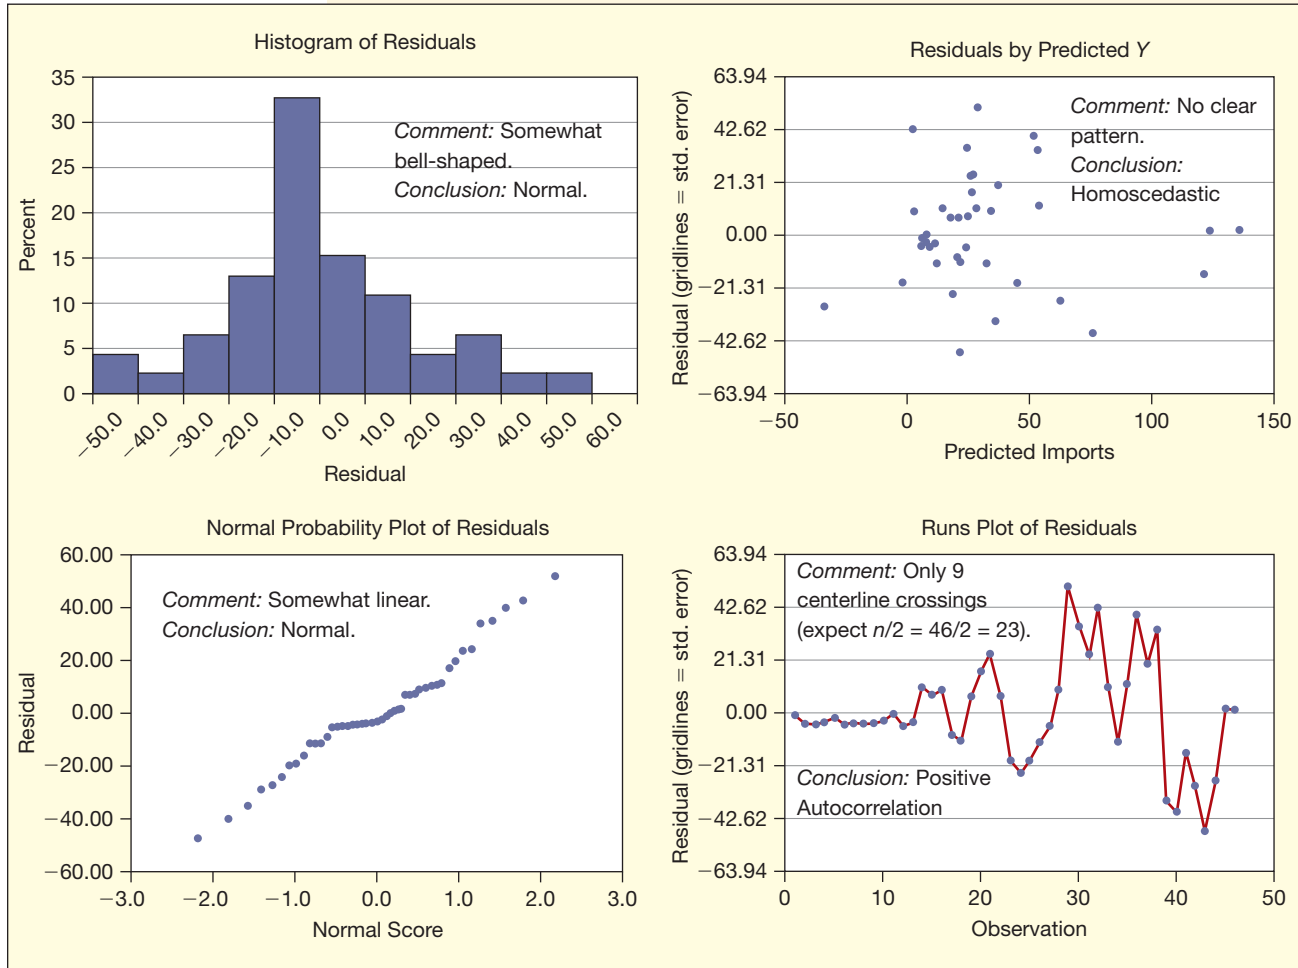 Histogram of Residuals
35
30
25
20
15
10
5
0
Percent
Comment: Somewhat
bell-shaped.
Conclusion: Normal.
−50.0
−40.0
−30.0
−20.0
−10.0
0.0
10.0
20.0
30.0
40.0
50.0
60.0
Residual
Residuals by Predicted Y
63.94
42.62
21.31
0.00
−21.31
−42.62
−63.94
Residual (gridlines = std. error)
Comment: No clear
pattern.
Conclusion:
Homoscedastic
−50
0
50
100
150
Predicted Imports
Normal Probability Plot of Residuals
60.00
40.00
20.00
0.00
−20.00
−40.00
−60.00
Residual
Comment: Somewhat linear.
Conclusion: Normal.
−3.0
−2.0
−1.0
0.0
1.0
2.0
3.0
Normal Score
Runs Plot of Residuals
63.94
42.62
21.31
0.00
−21.31
−42.62
−63.94
Residual (gridlines = std. error)
Comment: Only 9
centerline crossings
(expect n/2 = 46/2 = 23).
Conclusion: Positive
Autocorrelation
0
10
20
30
40
50
Observation